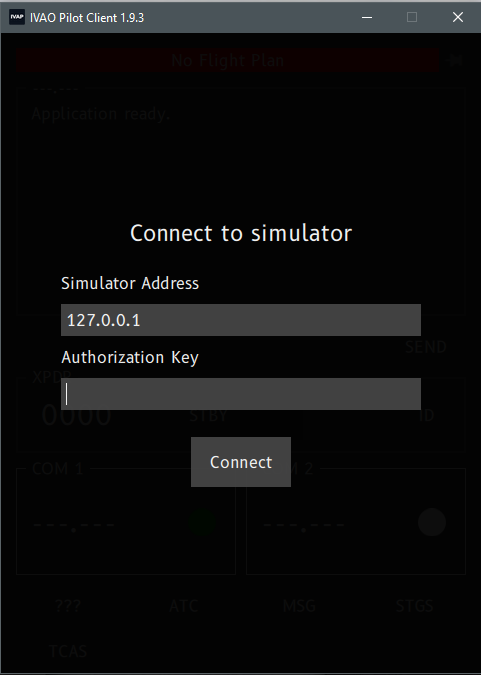 IVAP IVAO Pilot Client 1.9.3
No Flight Plan
Application ready.
Connect to simulator
Simulator Address
127.0.0.1
SEND
Authorization Key
XPDR
0000 STBY ID
Connect
COM 1 M 2
---.--- ---.---
??? ATC MSG STGS
TCAS